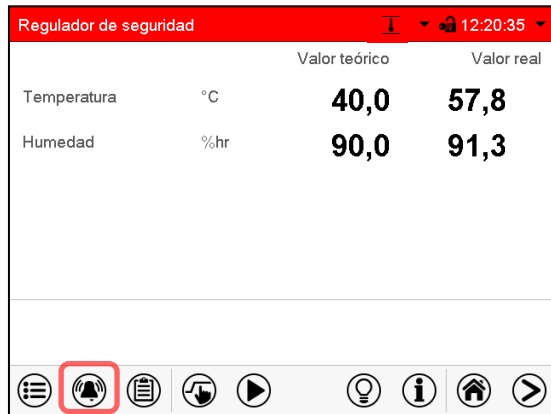 Regulador de seguridad 12:20:35
Valor teórico Valor real
Temperatura °C 40,0 57,8
Humedad %hr 90,0 91,3